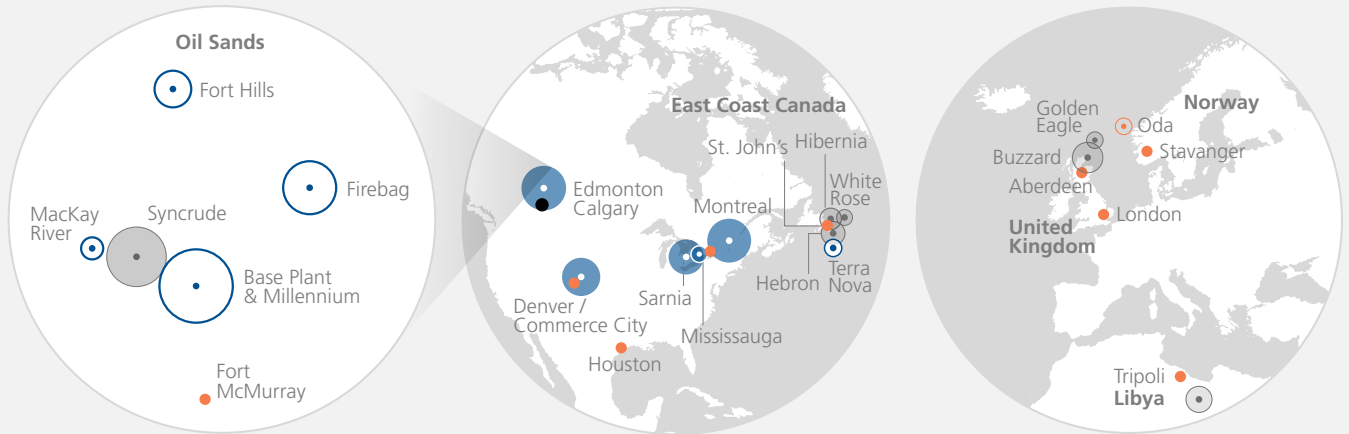 Oil Sands
Fort Hills
Firebag
MacKay
River
Syncrude
Base Plant
& Millennium
Fort
McMurray
East Coast Canada
St. John's
Hibernia
White
Rose
Edmonton
Calgary
Montreal
Hebron
Terra
Nova
Sarnia
Denver /
Commerce City
Mississauga
Houston
Norway
Golden
Eagle
Oda
Stavanger
Buzzard
Aberdeen
London
United
Kingdom
Tripoli
Libya